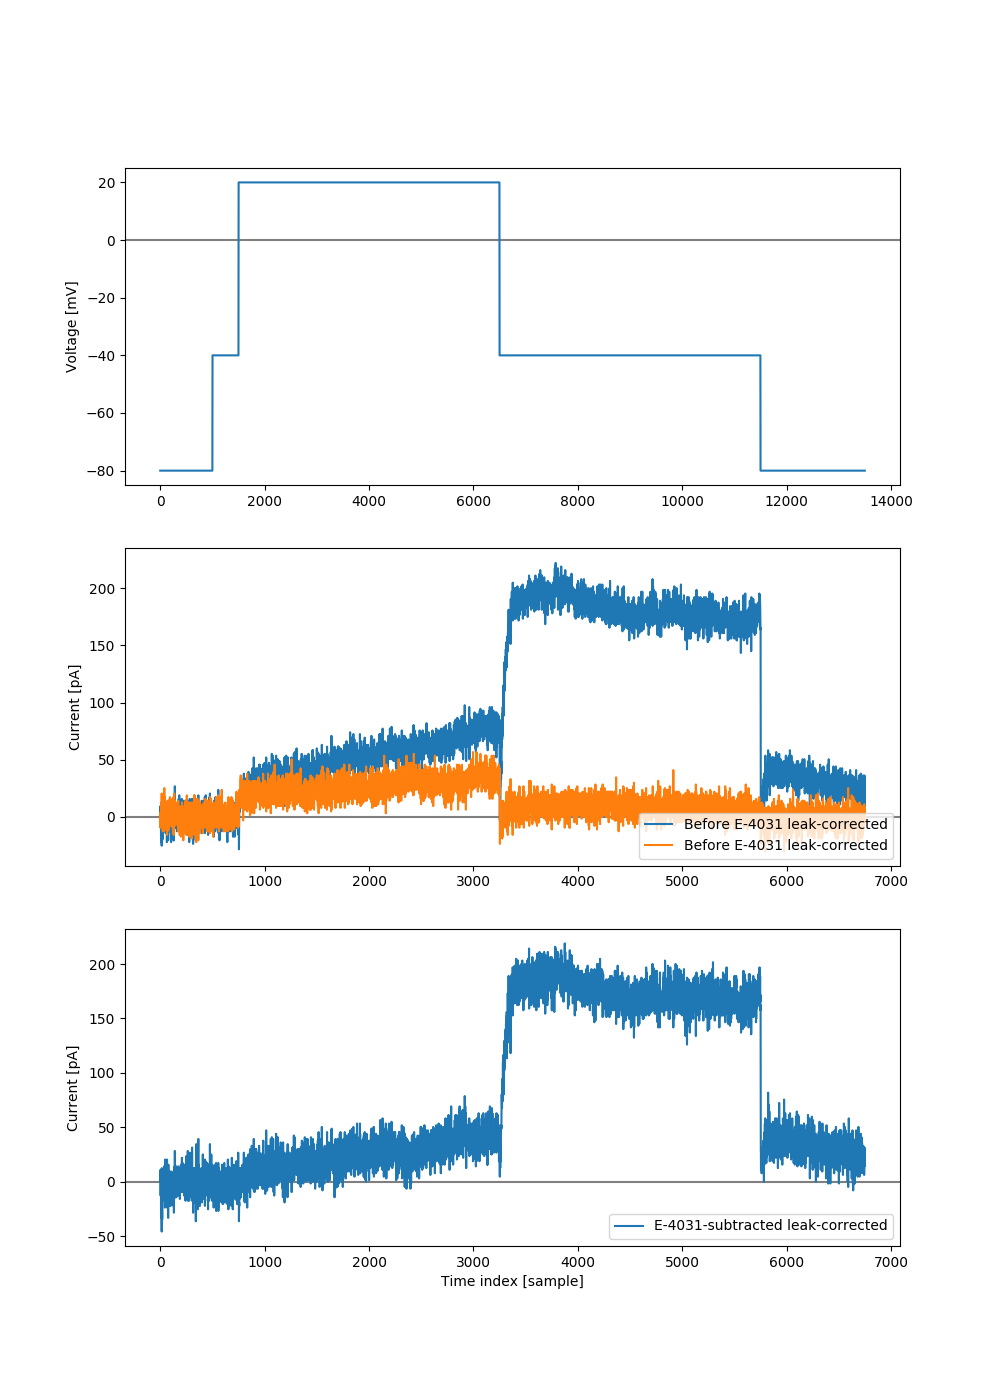 20
0
−20
−40
−60
−80
Voltage [mV]
0 2000 4000 6000 8000 10000 12000 14000
200
150
100
50
0
Current [pA]
Before E-4031 leak-corrected
Before E-4031 leak-corrected
0 1000 2000 3000 4000 5000 6000 7000
200
150
100
50
0
−50
Current [pA]
E-4031-subtracted leak-corrected
0 1000 2000 3000 4000 5000 6000 7000
Time index [sample]